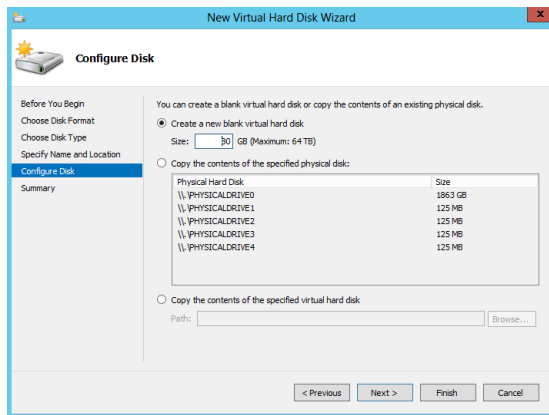 New Virtual Hard Disk Wizard
x
Configure Disk
Before You Begin
Choose Disk Format
Choose Disk Type
Specify Name and Location
Configure Disk
Summary
You can create a blank virtual hard disk or copy the contents of an existing physical disk.
Create a new blank virtual hard disk
Size: 80 GB (Maximum: 64 TB)
Copy the contents of the specified physical disk:
Physical Hard Disk Size
\\.\PHYSICALDRIVE0 1863 GB
\\.\PHYSICALDRIVE1 125 MB
\\.\PHYSICALDRIVE2 125 MB
\\.\PHYSICALDRIVE3 125 MB
\\.\PHYSICALDRIVE4 125 MB
Copy the contents of the specified virtual hard disk
Path: Browse...
< Previous Next > Finish Cancel